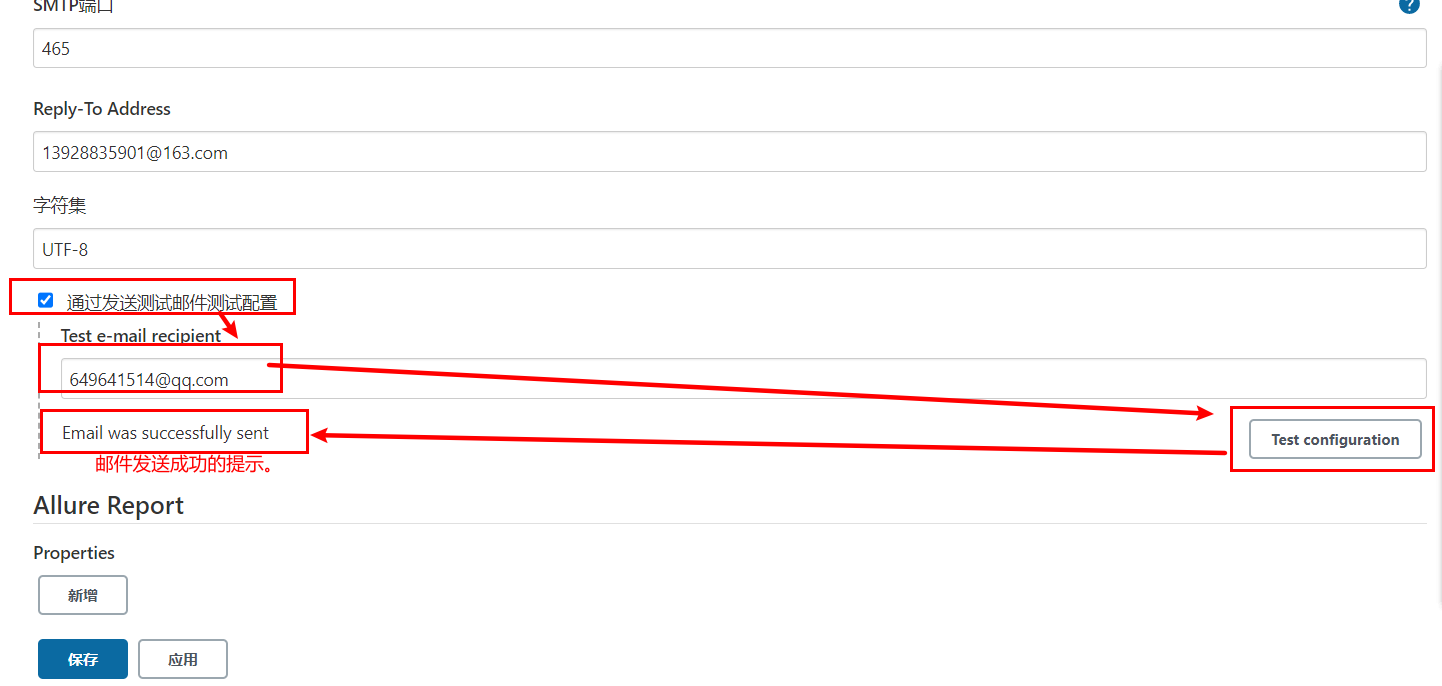 SMTP端口
?
465
Reply-To Address
13928835901@163.com
字符集
UTF-8
通过发送测试邮件测试配置
Test e-mail recipient
649641514@qq.com
Email was successfully sent
Test configuration
邮件发送成功的提示。
Allure Report
Properties
新增
保存
应用